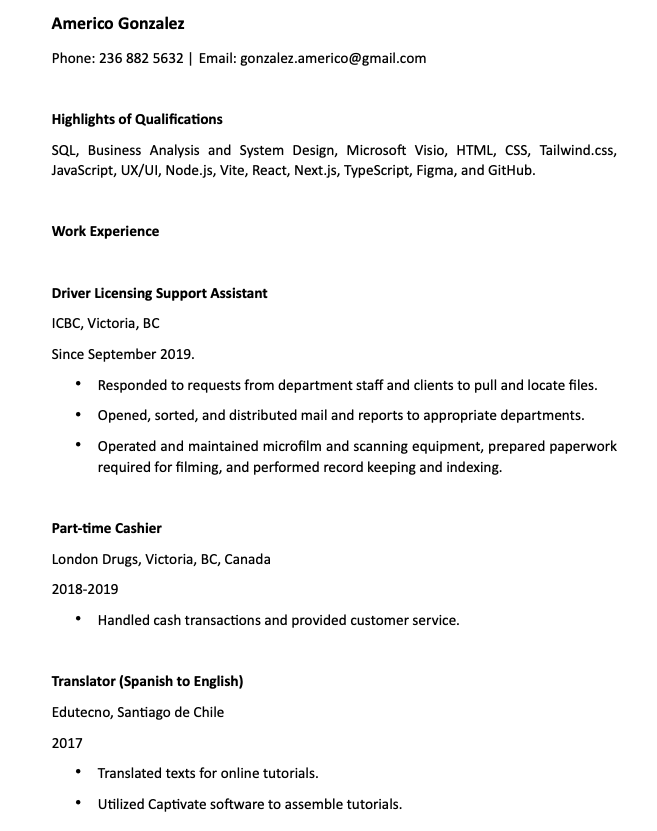 Americo Gonzalez
Phone: 236 882 5632 | Email: gonzalez.americo@gmail.com
Highlights of Qualifications
SQL, Business Analysis and System Design, Microsoft Visio, HTML, CSS, Tailwind.css,
JavaScript, UX/UI, Node.js, Vite, React, Next.js, TypeScript, Figma, and GitHub.
Work Experience
Driver Licensing Support Assistant
ICBC, Victoria, BC
Since September 2019.
• Responded to requests from department staff and clients to pull and locate files.
• Opened, sorted, and distributed mail and reports to appropriate departments.
• Operated and maintained microfilm and scanning equipment, prepared paperwork
required for filming, and performed record keeping and indexing.
Part-time Cashier
London Drugs, Victoria, BC, Canada
2018-2019
• Handled cash transactions and provided customer service.
Translator (Spanish to English)
Edutecno, Santiago de Chile
2017
• Translated texts for online tutorials.
• Utilized Captivate software to assemble tutorials.